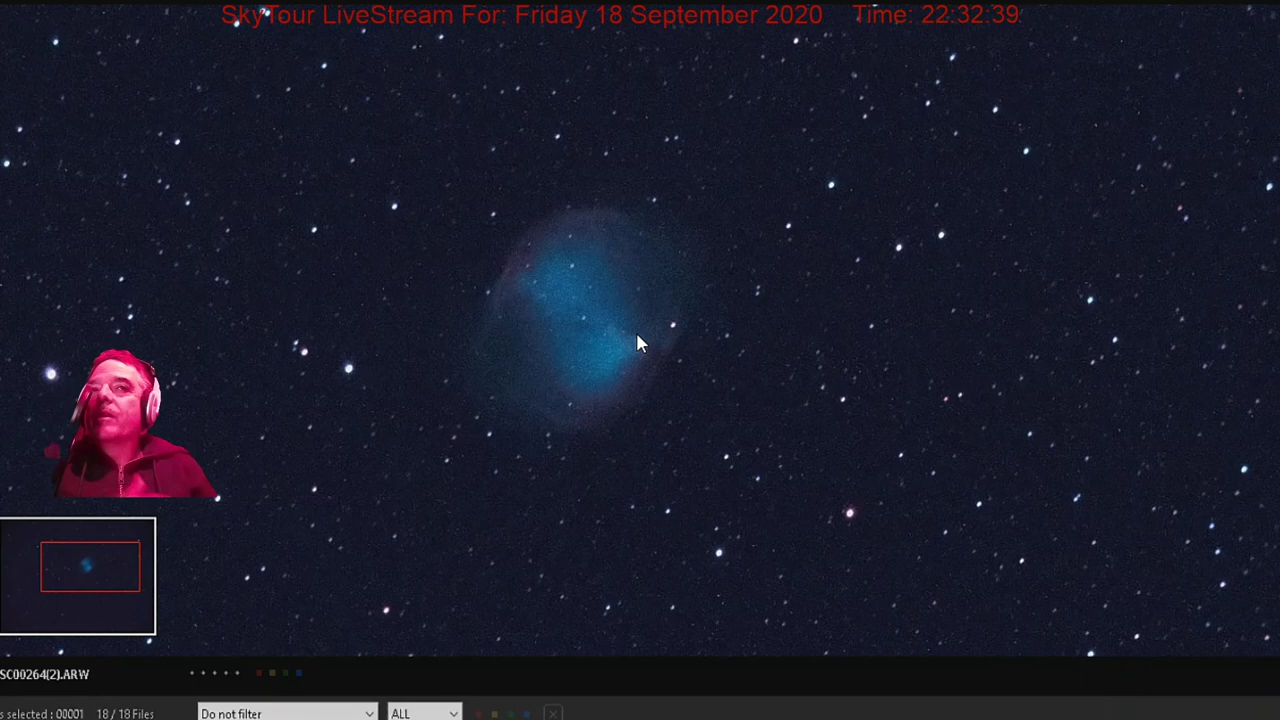 SkyTour LiveStream For: Friday 18 September 2020 Time: 22:32:39
SC00264(2).ARW
s selected : 00001 18 / 18 Files Do not filter ALL